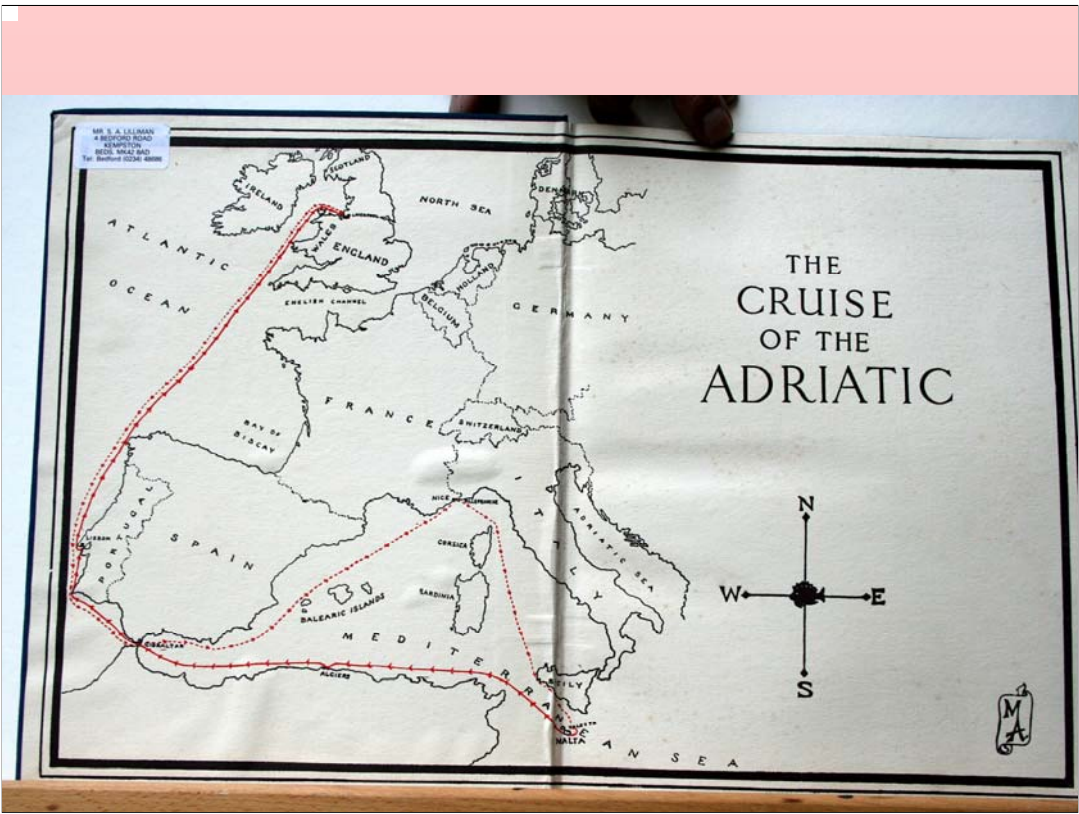 MR. S. A. LILLIMAN
4 BEDFORD ROAD
KEMPSTON
BEDS. MK42 8AD
Tel: Bedford (0234) 48686
SCOTLAND
IRELAND
NORTH SEA
DENMARK
ATLANTIC
OCEAN
WALES
ENGLAND
HOLLAND
ENGLISH CHANNEL
BELGIUM
GERMANY
THE
CRUISE
OF THE
ADRIATIC
FRANCE
SWITZERLAND
BAY OF
BISCAY
ITALY
NICE
ADRIATIC SEA
PORTUGAL
LISBON
SPAIN
CORSICA
SARDINIA
BALEARIC ISLANDS
MEDITERRANEAN SEA
GIBRALTAR
ALGIERS
SICILY
MALTA
N
W
E
S
MA